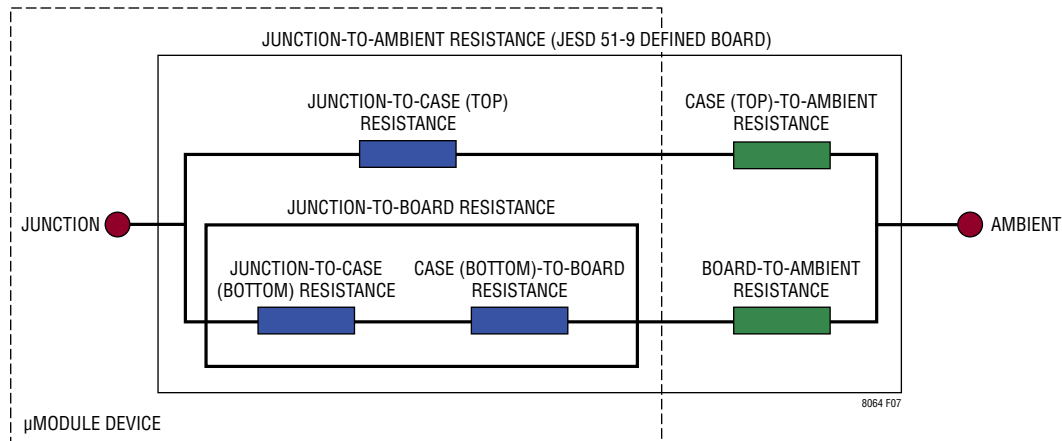 JUNCTION-TO-AMBIENT RESISTANCE (JESD 51-9 DEFINED BOARD)
JUNCTION-TO-CASE (TOP)
RESISTANCE
CASE (TOP)-TO-AMBIENT
RESISTANCE
JUNCTION-TO-BOARD RESISTANCE
JUNCTION
AMBIENT
JUNCTION-TO-CASE
(BOTTOM) RESISTANCE
CASE (BOTTOM)-TO-BOARD
RESISTANCE
BOARD-TO-AMBIENT
RESISTANCE
8064 F07
µMODULE DEVICE